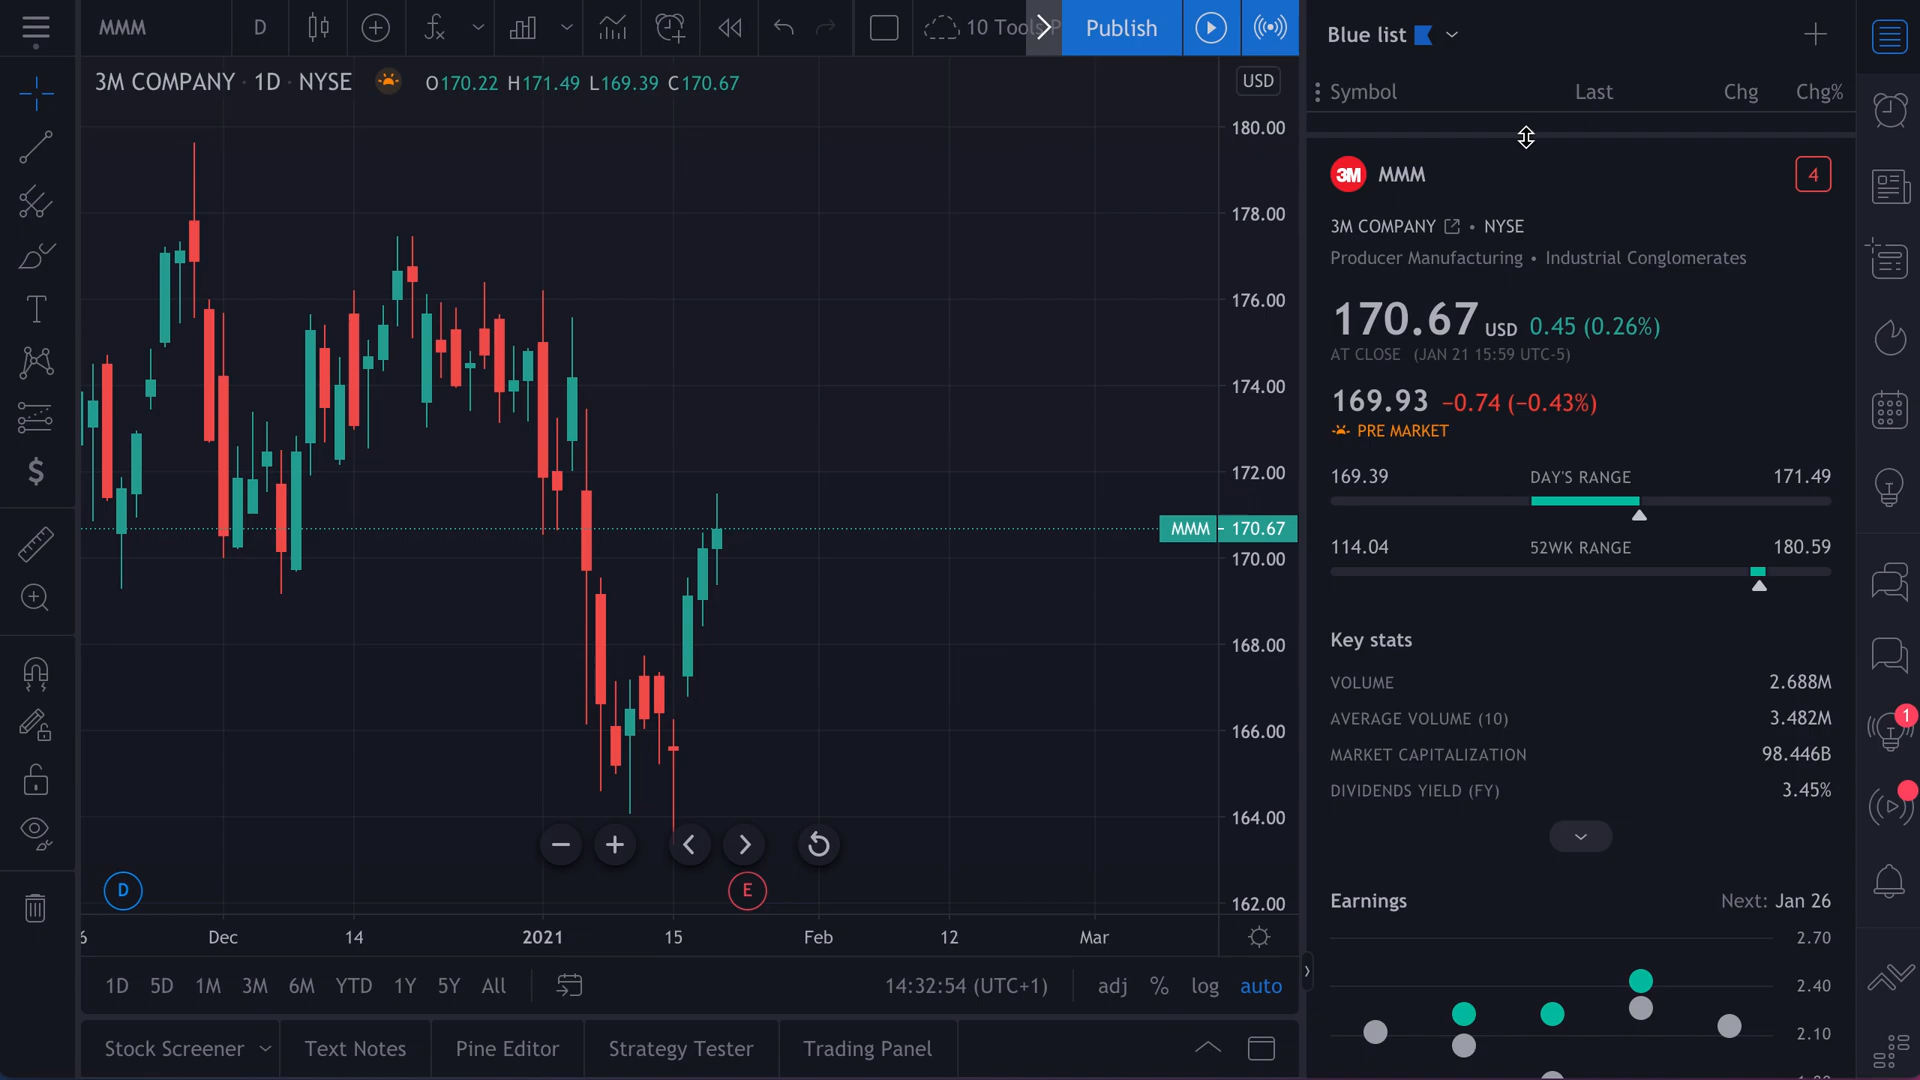 MMM D 10 Tools Publish
3M COMPANY · 1D · NYSE O170.22 H171.49 L169.39 C170.67
USD
180.00
178.00
176.00
174.00
172.00
MMM 170.67
170.00
168.00
166.00
164.00
162.00
D
E
Dec 14 2021 15 Feb 12 Mar
1D 5D 1M 3M 6M YTD 1Y 5Y All 14:32:54 (UTC+1) adj % log auto
Stock Screener Text Notes Pine Editor Strategy Tester Trading Panel
Blue list
Symbol Last Chg Chg%
3M MMM 4
3M COMPANY • NYSE
Producer Manufacturing • Industrial Conglomerates
170.67 USD 0.45 (0.26%)
AT CLOSE (JAN 21 15:59 UTC-5)
169.93 −0.74 (−0.43%)
PRE MARKET
169.39 DAY'S RANGE 171.49
114.04 52WK RANGE 180.59
Key stats
VOLUME 2.688M
AVERAGE VOLUME (10) 3.482M
MARKET CAPITALIZATION 98.446B
DIVIDENDS YIELD (FY) 3.45%
Earnings Next: Jan 26
2.70
2.40
2.10
1